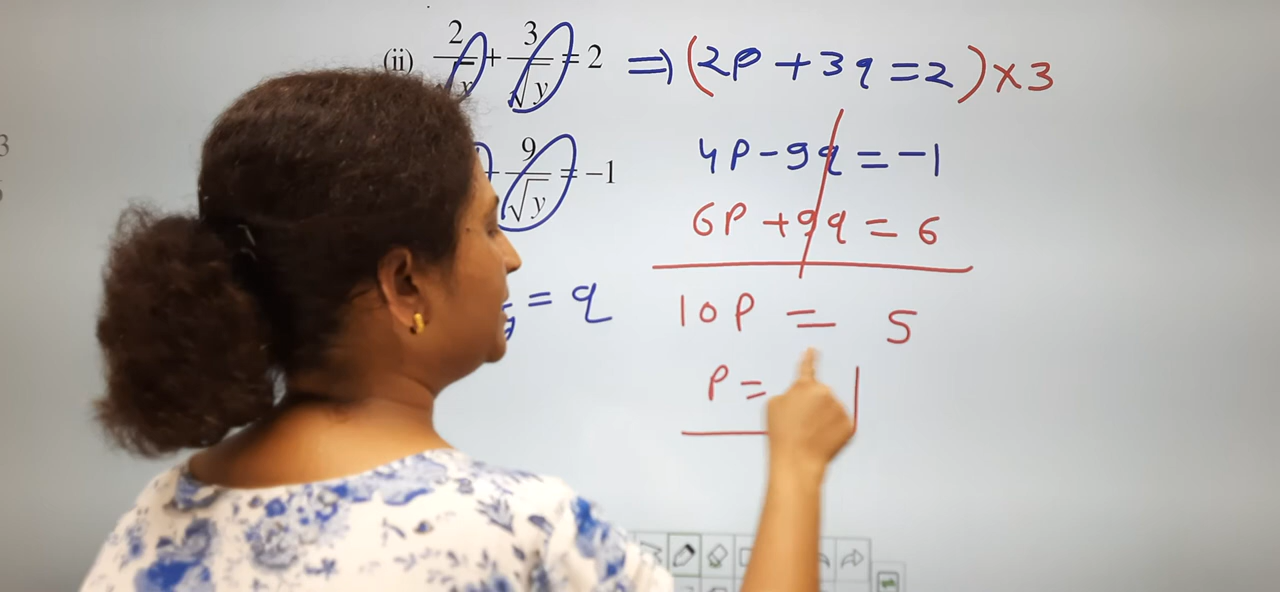 (ii) 2/√x + 3/√y = 2 ⇒ (2P + 3q = 2) × 3
9/√y = -1
4P - 9q = -1
6P + 9q = 6
= q
10P = 5
P =